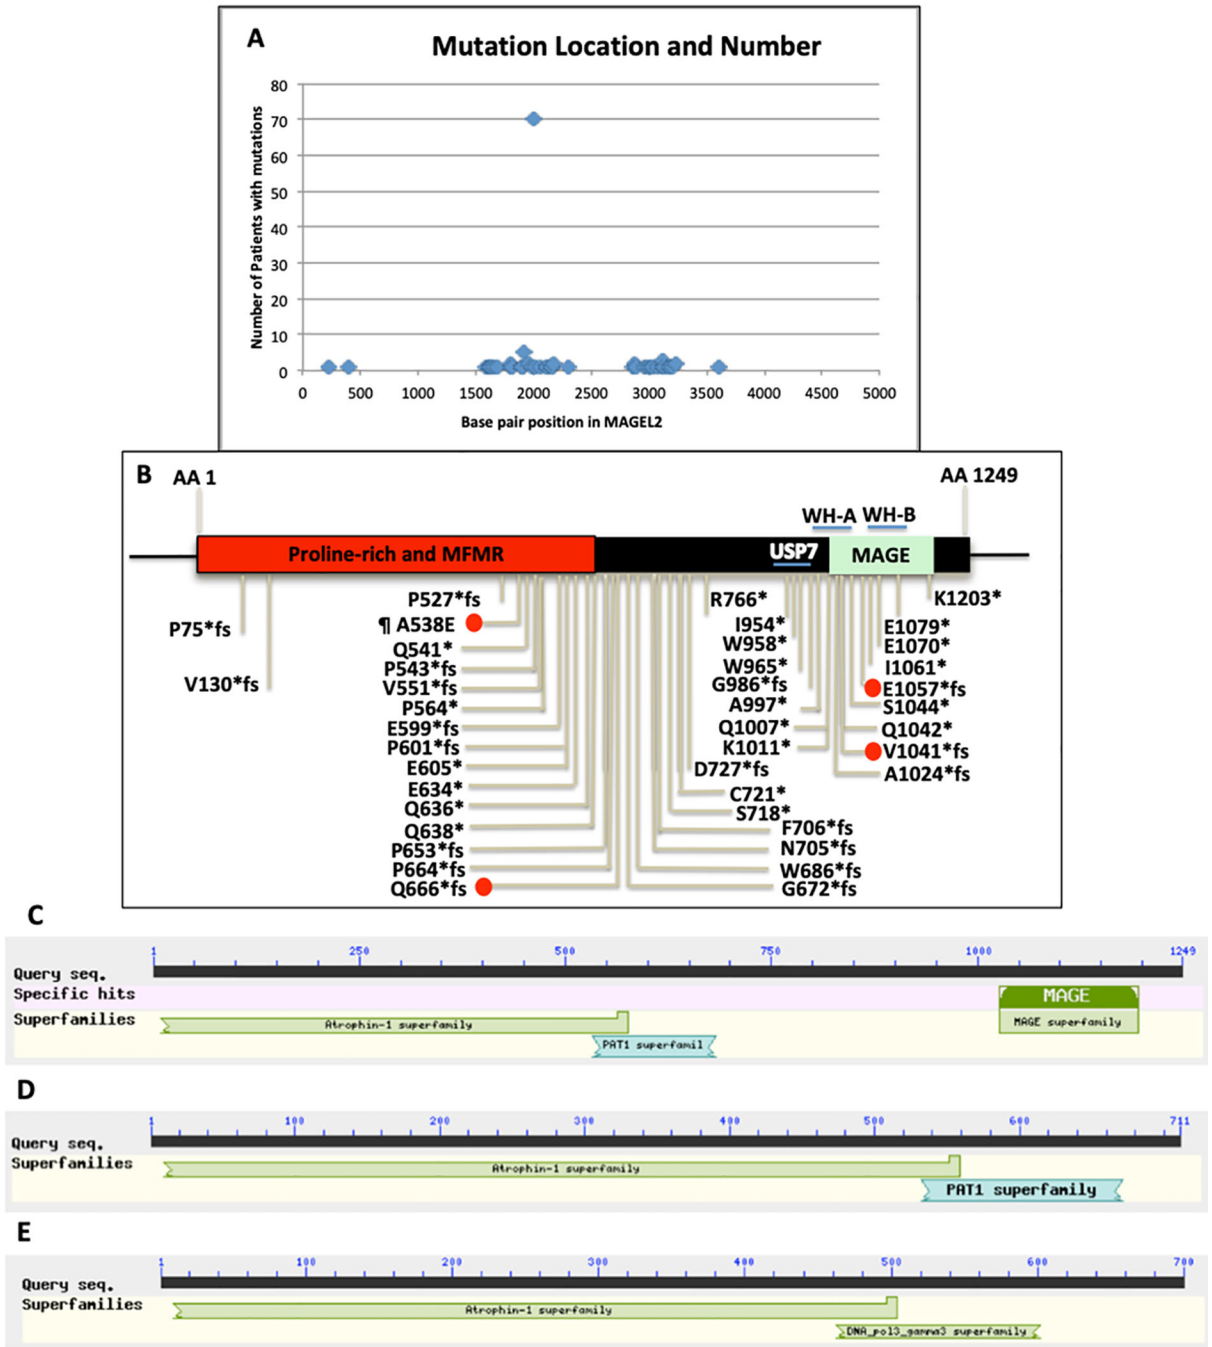 A
Mutation Location and Number
Number of Patients with mutations
80
70
60
50
40
30
20
10
0
0 500 1000 1500 2000 2500 3000 3500 4000 4500 5000
Base pair position in MAGEL2
B
AA 1
AA 1249
WH-A WH-B
Proline-rich and MFMR
USP7
MAGE
P75*fs
V130*fs
P527*fs
¶ A538E
Q541*
P543*fs
V551*fs
P564*
E599*fs
P601*fs
E605*
E634*
Q636*
Q638*
P653*fs
P664*fs
Q666*fs
R766*
I954*
W958*
W965*
G986*fs
A997*
Q1007*
K1011*
D727*fs
C721*
S718*
F706*fs
N705*fs
W686*fs
G672*fs
K1203*
E1079*
E1070*
I1061*
E1057*fs
S1044*
Q1042*
V1041*fs
A1024*fs
C
1 250 500 750 1000 1249
Query seq.
Specific hits
MAGE
Superfamilies
Atrophin-1 superfamily
MAGE superfamily
PAT1 superfamil
D
1 100 200 300 400 500 600 711
Query seq.
Superfamilies
Atrophin-1 superfamily
PAT1 superfamily
E
1 100 200 300 400 500 600 700
Query seq.
Superfamilies
Atrophin-1 superfamily
DNA_pol3_gamma3 superfamily